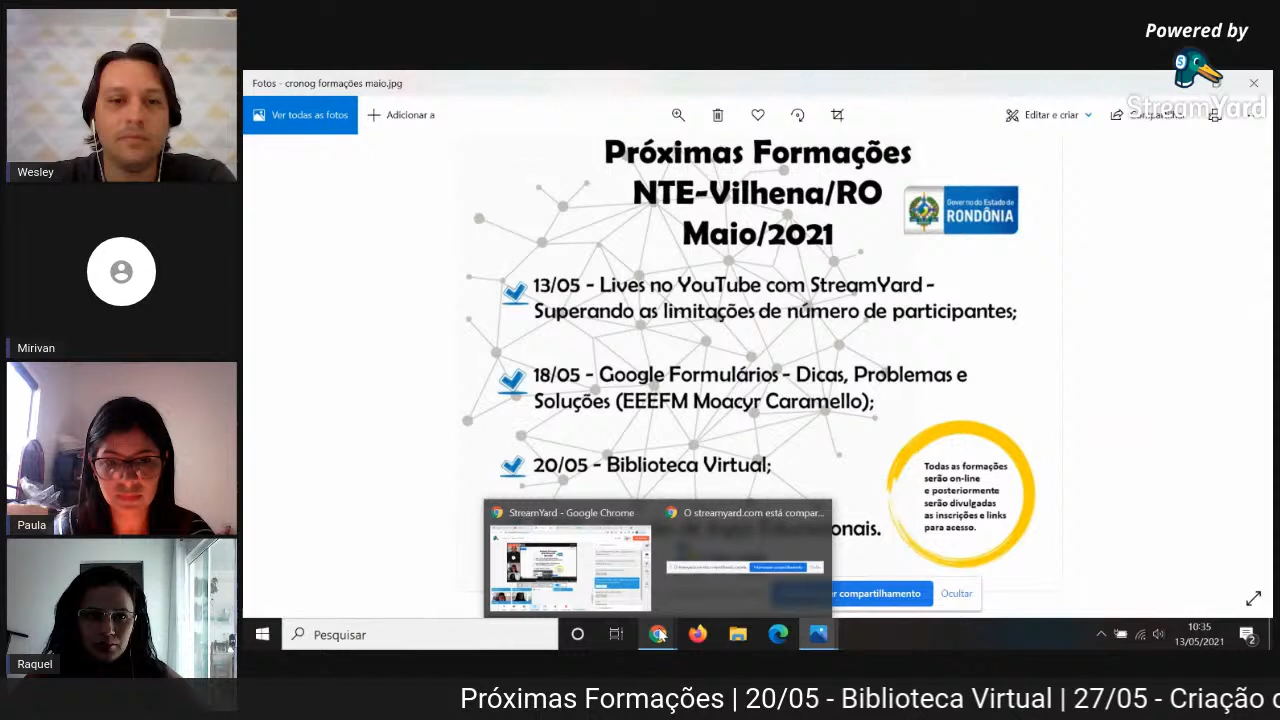 Powered by
StreamYard
Wesley
Mirivan
Paula
Raquel
Fotos - cronog formações maio.jpg
Ver todas as fotos
Adicionar a
Editar e criar
Próximas Formações
NTE-Vilhena/RO
Maio/2021
Governo do Estado de
RONDÔNIA
13/05 - Lives no YouTube com StreamYard -
Superando as limitações de número de participantes;
18/05 - Google Formulários - Dicas, Problemas e
Soluções (EEEFM Moacyr Caramello);
20/05 - Biblioteca Virtual;
onais.
Todas as formações
serão on-line
e posteriormente
serão divulgadas
as inscrições e links
para acesso.
StreamYard - Google Chrome
O streamyard.com está compar...
compartilhamento
Ocultar
Pesquisar
10:35
13/05/2021
2
Próximas Formações | 20/05 - Biblioteca Virtual | 27/05 - Criação